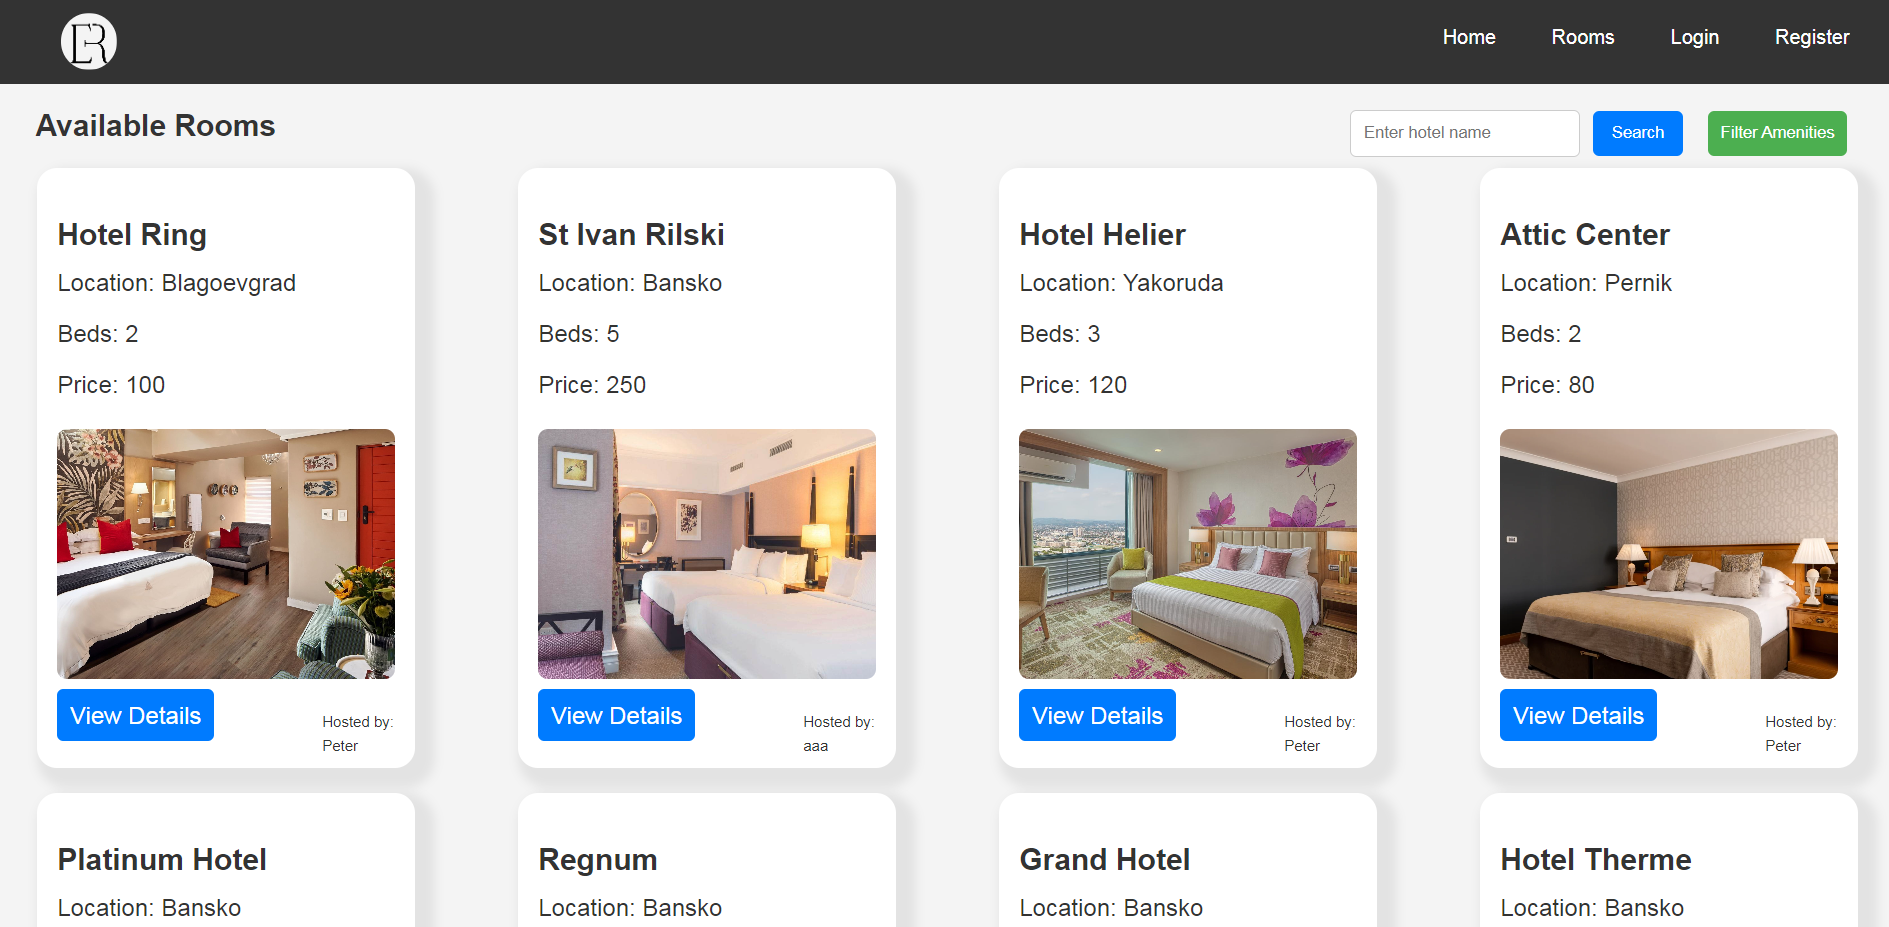 ER
Home Rooms Login Register
Available Rooms
Enter hotel name Search Filter Amenities
Hotel Ring
Location: Blagoevgrad
Beds: 2
Price: 100
View Details
Hosted by:
Peter
St Ivan Rilski
Location: Bansko
Beds: 5
Price: 250
View Details
Hosted by:
aaa
Hotel Helier
Location: Yakoruda
Beds: 3
Price: 120
View Details
Hosted by:
Peter
Attic Center
Location: Pernik
Beds: 2
Price: 80
View Details
Hosted by:
Peter
Platinum Hotel
Location: Bansko
Regnum
Location: Bansko
Grand Hotel
Location: Bansko
Hotel Therme
Location: Bansko